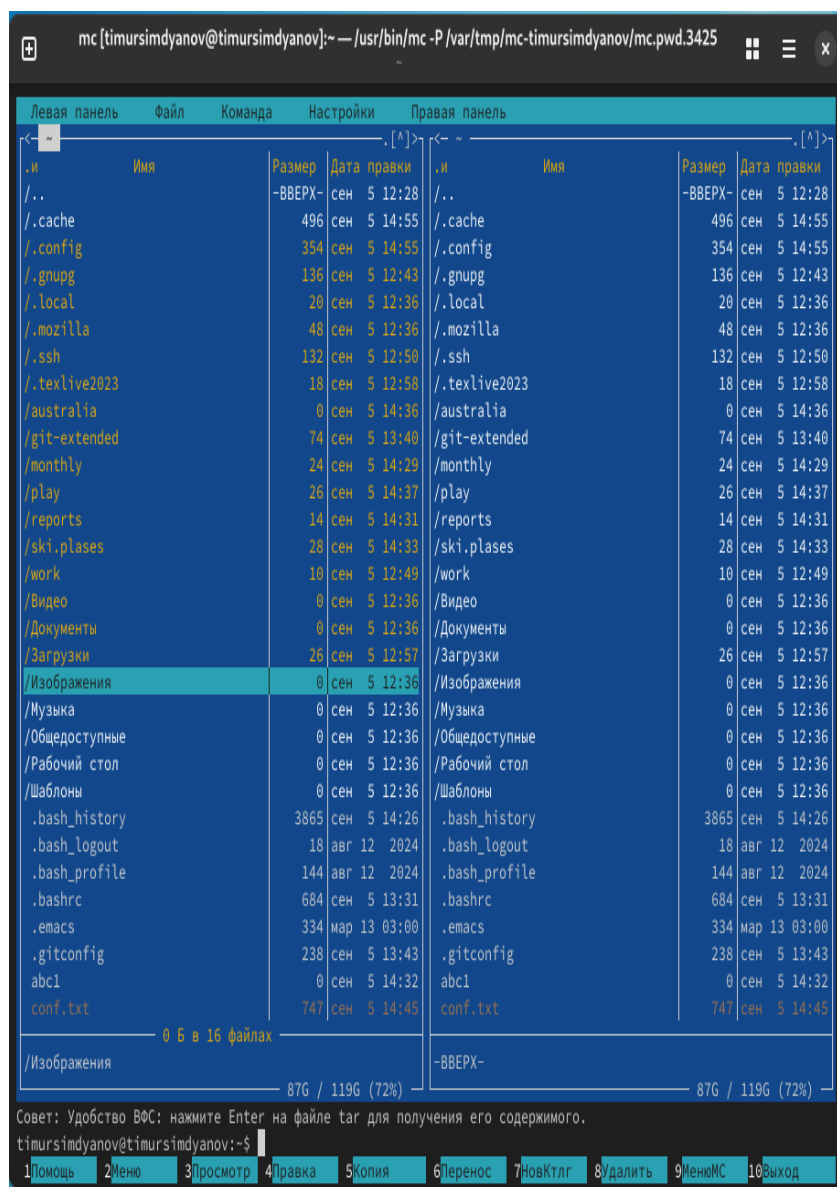 mc [timursimdyanov@timursimdyanov]:~ — /usr/bin/mc -P /var/tmp/mc-timursimdyanov/mc.pwd.3425
~
Левая панель Файл Команда Настройки Правая панель
<- ~ .[^]> <- ~ .[^]>
.и Имя Размер Дата правки .и Имя Размер Дата правки
/.. -ВВЕРХ- сен 5 12:28 /.. -ВВЕРХ- сен 5 12:28
/.cache 496 сен 5 14:55 /.cache 496 сен 5 14:55
/.config 354 сен 5 14:55 /.config 354 сен 5 14:55
/.gnupg 136 сен 5 12:43 /.gnupg 136 сен 5 12:43
/.local 20 сен 5 12:36 /.local 20 сен 5 12:36
/.mozilla 48 сен 5 12:36 /.mozilla 48 сен 5 12:36
/.ssh 132 сен 5 12:50 /.ssh 132 сен 5 12:50
/.texlive2023 18 сен 5 12:58 /.texlive2023 18 сен 5 12:58
/australia 0 сен 5 14:36 /australia 0 сен 5 14:36
/git-extended 74 сен 5 13:40 /git-extended 74 сен 5 13:40
/monthly 24 сен 5 14:29 /monthly 24 сен 5 14:29
/play 26 сен 5 14:37 /play 26 сен 5 14:37
/reports 14 сен 5 14:31 /reports 14 сен 5 14:31
/ski.plases 28 сен 5 14:33 /ski.plases 28 сен 5 14:33
/work 10 сен 5 12:49 /work 10 сен 5 12:49
/Видео 0 сен 5 12:36 /Видео 0 сен 5 12:36
/Документы 0 сен 5 12:36 /Документы 0 сен 5 12:36
/Загрузки 26 сен 5 12:57 /Загрузки 26 сен 5 12:57
/Изображения 0 сен 5 12:36 /Изображения 0 сен 5 12:36
/Музыка 0 сен 5 12:36 /Музыка 0 сен 5 12:36
/Общедоступные 0 сен 5 12:36 /Общедоступные 0 сен 5 12:36
/Рабочий стол 0 сен 5 12:36 /Рабочий стол 0 сен 5 12:36
/Шаблоны 0 сен 5 12:36 /Шаблоны 0 сен 5 12:36
.bash_history 3865 сен 5 14:26 .bash_history 3865 сен 5 14:26
.bash_logout 18 авг 12 2024 .bash_logout 18 авг 12 2024
.bash_profile 144 авг 12 2024 .bash_profile 144 авг 12 2024
.bashrc 684 сен 5 13:31 .bashrc 684 сен 5 13:31
.emacs 334 мар 13 03:00 .emacs 334 мар 13 03:00
.gitconfig 238 сен 5 13:43 .gitconfig 238 сен 5 13:43
abc1 0 сен 5 14:32 abc1 0 сен 5 14:32
conf.txt 747 сен 5 14:45 conf.txt 747 сен 5 14:45
0 Б в 16 файлах
/Изображения -ВВЕРХ-
87G / 119G (72%) 87G / 119G (72%)
Совет: Удобство ВФС: нажмите Enter на файле tar для получения его содержимого.
timursimdyanov@timursimdyanov:~$
1Помощь 2Меню 3Просмотр 4Правка 5Копия 6Перенос 7НовКтлг 8Удалить 9МенюMC 10Выход